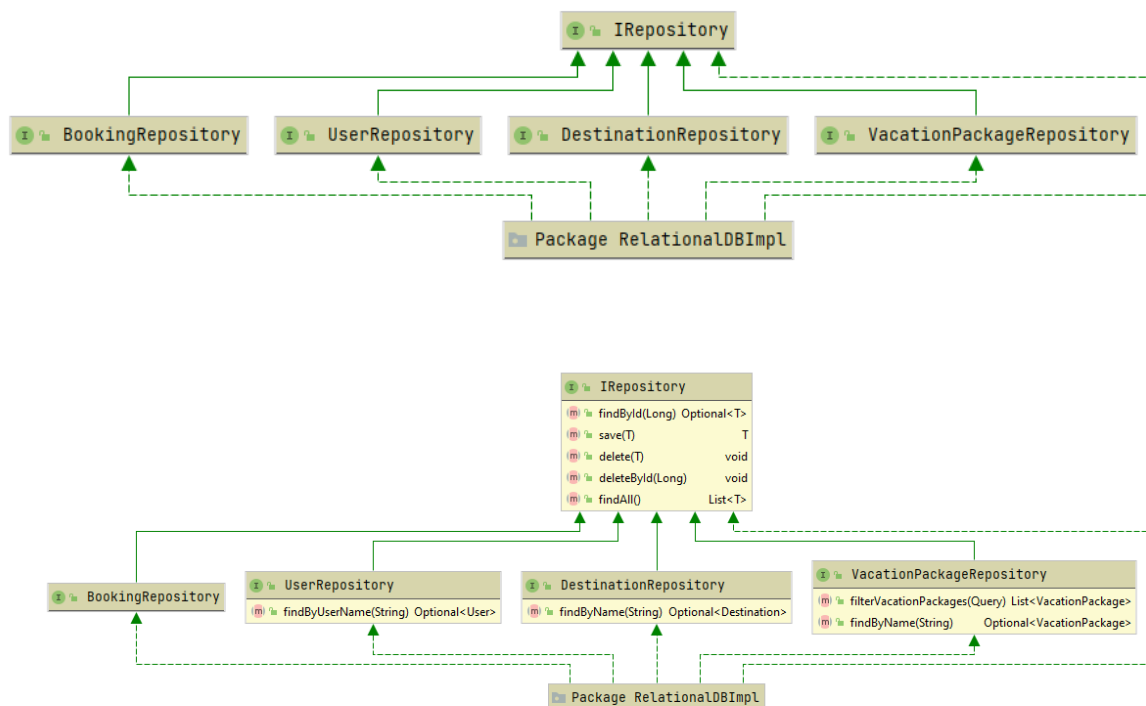 IRepository
BookingRepository
UserRepository
DestinationRepository
VacationPackageRepository
Package RelationalDBImpl
IRepository
findById(Long) Optional<T>
save(T) T
delete(T) void
deleteById(Long) void
findAll() List<T>
BookingRepository
UserRepository
findByUserName(String) Optional<User>
DestinationRepository
findByName(String) Optional<Destination>
VacationPackageRepository
filterVacationPackages(Query) List<VacationPackage>
findByName(String) Optional<VacationPackage>
Package RelationalDBImpl